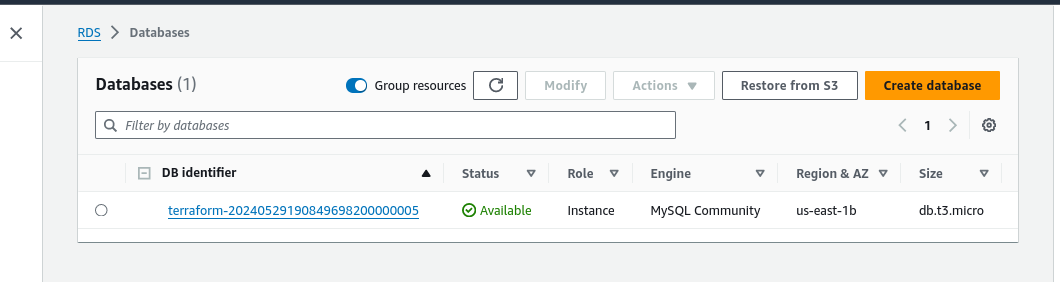 RDS > Databases
Databases (1) Group resources Modify Actions Restore from S3 Create database
Filter by databases 1
DB identifier Status Role Engine Region & AZ Size
terraform-20240529190849698200000005 Available Instance MySQL Community us-east-1b db.t3.micro